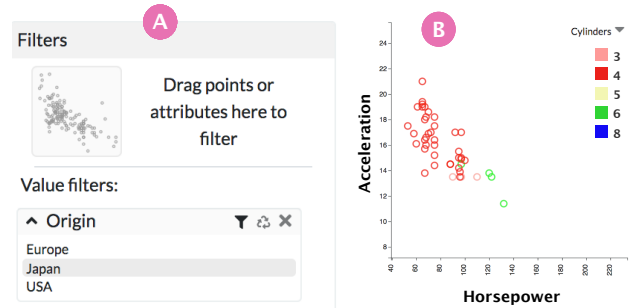 A
Filters
Drag points or
attributes here to
filter
Value filters:
Origin
Europe
Japan
USA
B
Cylinders
3
4
5
6
8
Acceleration
24
22
20
18
16
14
12
10
8
40
60
80
100
120
140
160
180
200
220
Horsepower